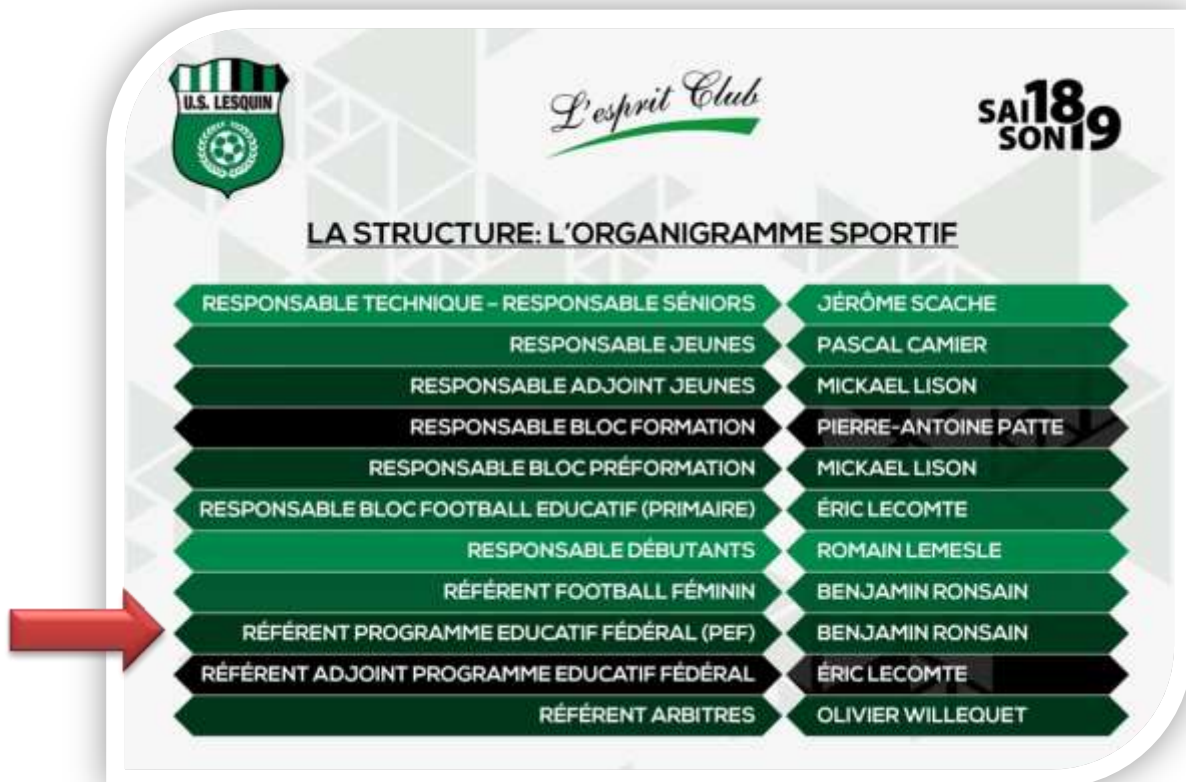 U.S. LESQUIN
L'esprit Club
SAI18
SON19
LA STRUCTURE: L'ORGANIGRAMME SPORTIF
RESPONSABLE TECHNIQUE – RESPONSABLE SÉNIORS JÉRÔME SCACHE
RESPONSABLE JEUNES PASCAL CAMIER
RESPONSABLE ADJOINT JEUNES MICKAEL LISON
RESPONSABLE BLOC FORMATION PIERRE-ANTOINE PATTE
RESPONSABLE BLOC PRÉFORMATION MICKAEL LISON
RESPONSABLE BLOC FOOTBALL EDUCATIF (PRIMAIRE) ÉRIC LECOMTE
RESPONSABLE DÉBUTANTS ROMAIN LEMESLE
RÉFÉRENT FOOTBALL FÉMININ BENJAMIN RONSAIN
RÉFÉRENT PROGRAMME EDUCATIF FÉDÉRAL (PEF) BENJAMIN RONSAIN
RÉFÉRENT ADJOINT PROGRAMME EDUCATIF FÉDÉRAL ÉRIC LECOMTE
RÉFÉRENT ARBITRES OLIVIER WILLEQUET